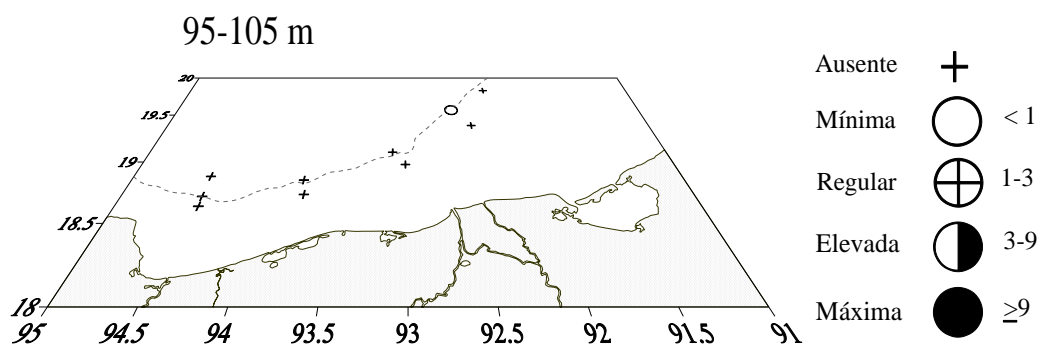 95-105 m
20
19.5
19
18.5
18
95 94.5 94 93.5 93 92.5 92 91.5 91
Ausente
Mínima < 1
Regular 1-3
Elevada 3-9
Máxima ≥9